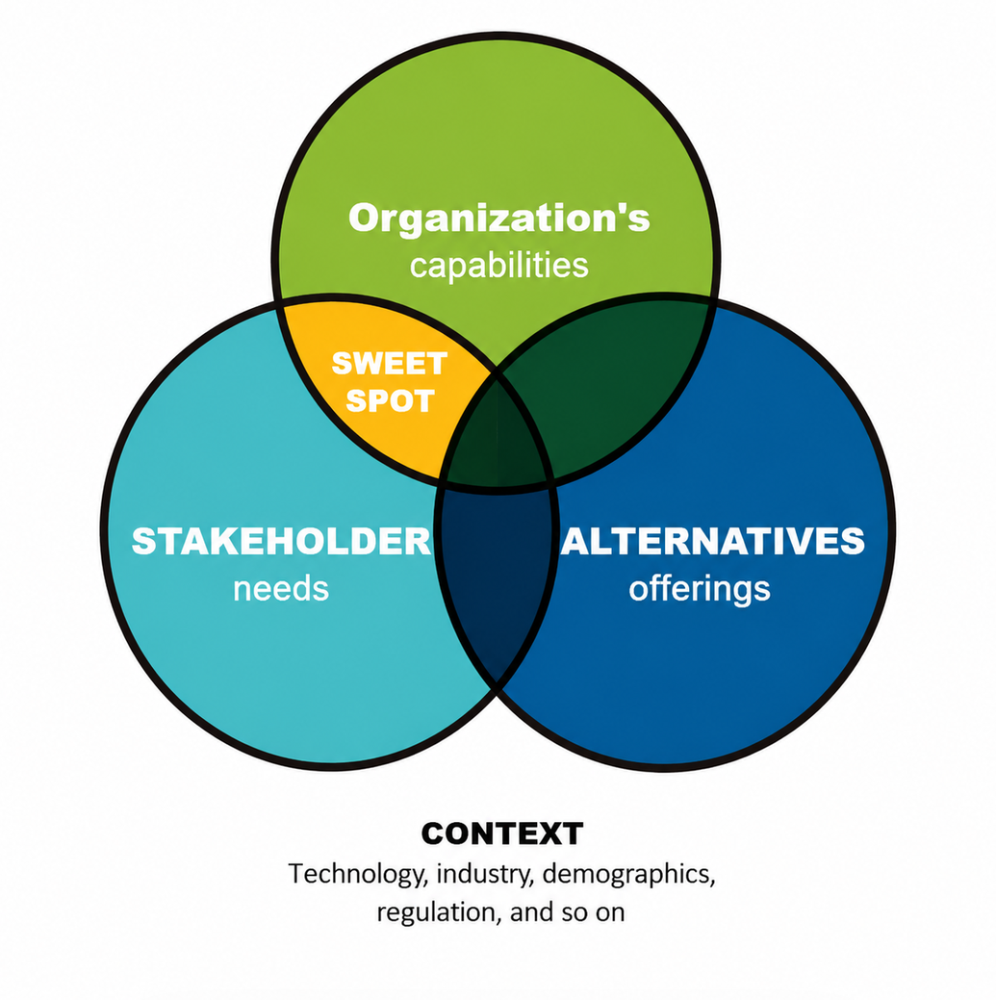 Organization's
capabilities
SWEET
SPOT
STAKEHOLDER
needs
ALTERNATIVES
offerings
CONTEXT
Technology, industry, demographics,
regulation, and so on